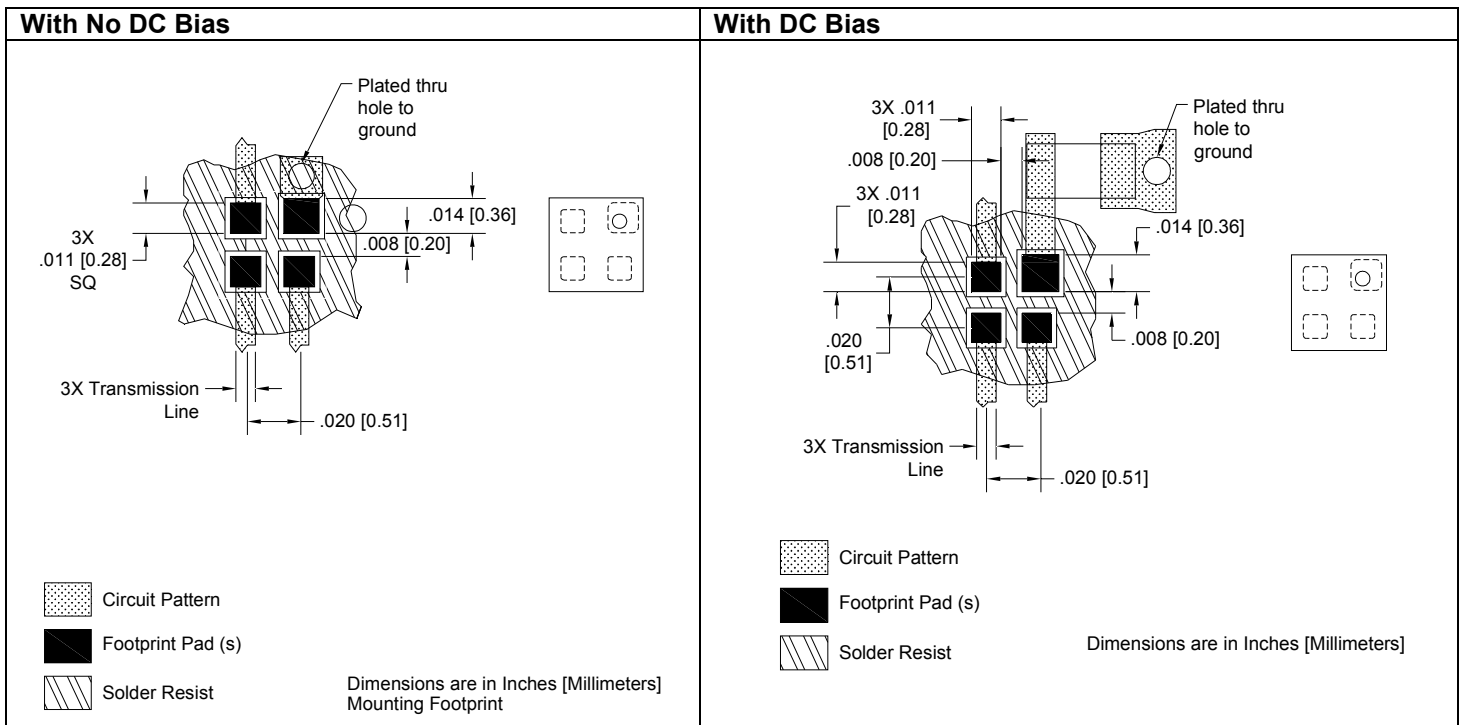 With No DC Bias
Plated thru
hole to
ground
.014 [0.36]
.008 [0.20]
3X
.011 [0.28]
SQ
3X Transmission
Line
.020 [0.51]
Circuit Pattern
Footprint Pad (s)
Solder Resist
Dimensions are in Inches [Millimeters]
Mounting Footprint
With DC Bias
3X .011
[0.28]
Plated thru
hole to
ground
.008 [0.20]
3X .011
[0.28]
.014 [0.36]
.020
[0.51]
.008 [0.20]
3X Transmission
Line
.020 [0.51]
Circuit Pattern
Footprint Pad (s)
Solder Resist
Dimensions are in Inches [Millimeters]